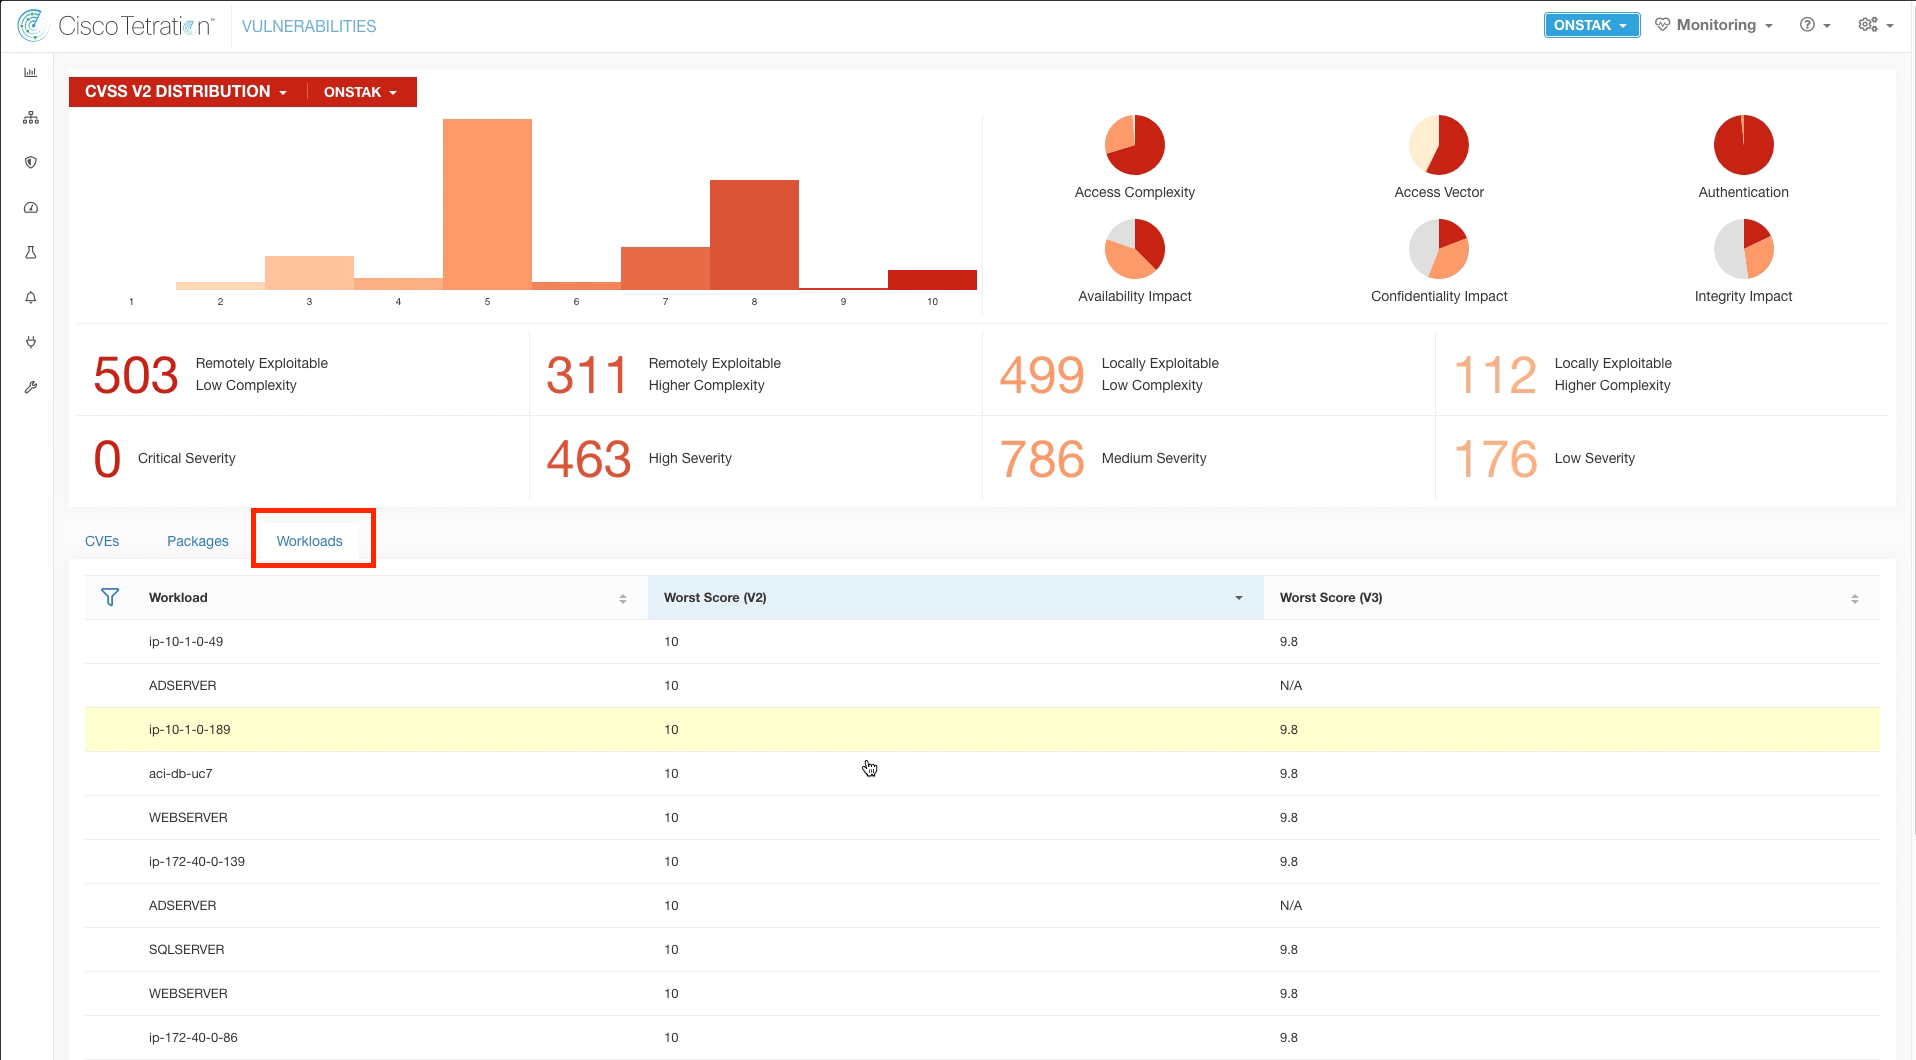 Cisco Tetration™ VULNERABILITIES ONSTAK Monitoring
CVSS V2 DISTRIBUTION ONSTAK
1 2 3 4 5 6 7 8 9 10
Access Complexity Access Vector Authentication
Availability Impact Confidentiality Impact Integrity Impact
503 Remotely Exploitable
Low Complexity
311 Remotely Exploitable
Higher Complexity
499 Locally Exploitable
Low Complexity
112 Locally Exploitable
Higher Complexity
0 Critical Severity
463 High Severity
786 Medium Severity
176 Low Severity
CVEs Packages Workloads
Workload Worst Score (V2) Worst Score (V3)
ip-10-1-0-49 10 9.8
ADSERVER 10 N/A
ip-10-1-0-189 10 9.8
aci-db-uc7 10 9.8
WEBSERVER 10 9.8
ip-172-40-0-139 10 9.8
ADSERVER 10 N/A
SQLSERVER 10 9.8
WEBSERVER 10 9.8
ip-172-40-0-86 10 9.8